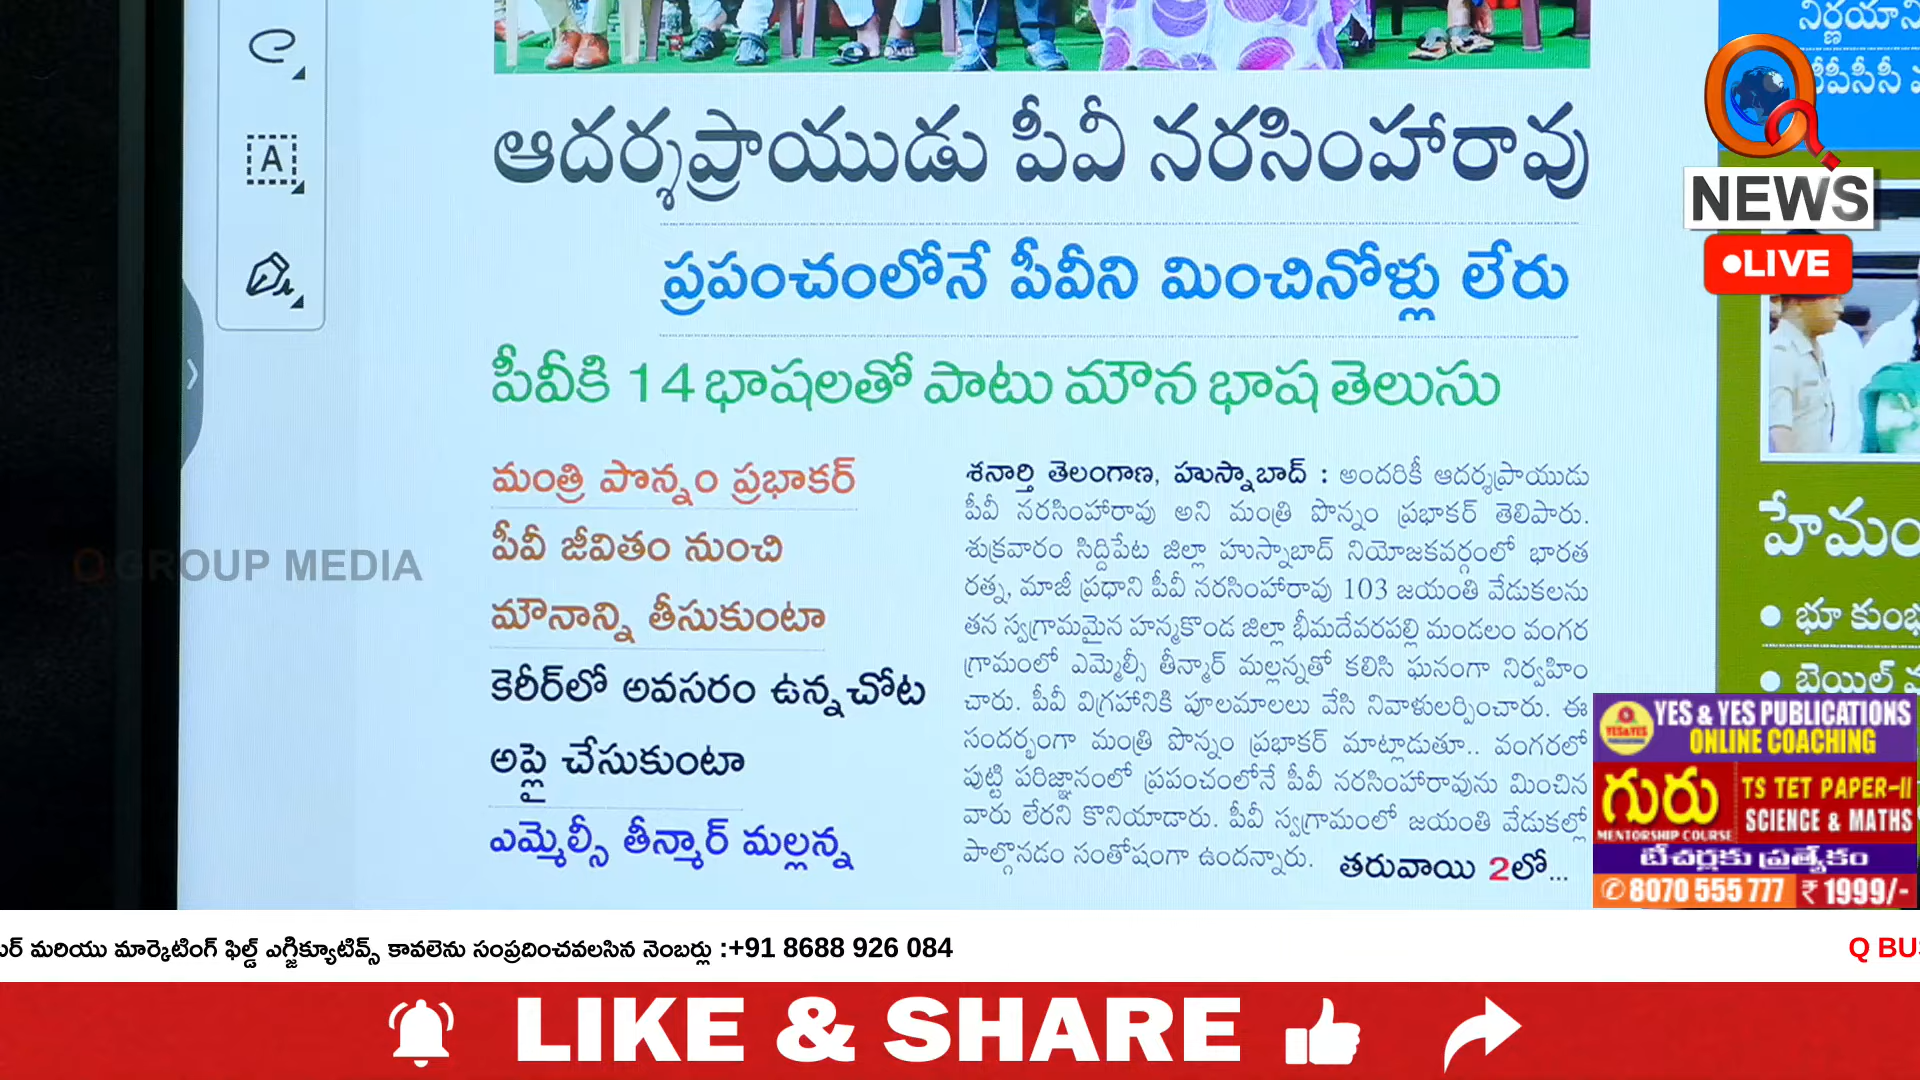 ఆదర్శప్రాయుడు పీవీ నరసింహారావు
ప్రపంచంలోనే పీవీని మించినోళ్లు లేరు
పీవీకి 14 భాషలతో పాటు మౌన భాష తెలుసు
మంత్రి పొన్నం ప్రభాకర్
పీవీ జీవితం నుంచి
మౌనాన్ని తీసుకుంటా
కెరీర్‌లో అవసరం ఉన్నచోట
అప్లై చేసుకుంటా
ఎమ్మెల్సీ తీన్మార్ మల్లన్న
శనార్తి తెలంగాణ, హుస్నాబాద్ : అందరికీ ఆదర్శప్రాయుడు
పీవీ నరసింహారావు అని మంత్రి పొన్నం ప్రభాకర్ తెలిపారు.
శుక్రవారం సిద్దిపేట జిల్లా హుస్నాబాద్ నియోజకవర్గంలో భారత
రత్న, మాజీ ప్రధాని పీవీ నరసింహారావు 103 జయంతి వేడుకలను
తన స్వగ్రామమైన హన్మకొండ జిల్లా భీమదేవరపల్లి మండలం వంగర
గ్రామంలో ఎమ్మెల్సీ తీన్మార్ మల్లన్నతో కలిసి ఘనంగా నిర్వహిం
చారు. పీవీ విగ్రహానికి పూలమాలలు వేసి నివాళులర్పించారు. ఈ
సందర్భంగా మంత్రి పొన్నం ప్రభాకర్ మాట్లాడుతూ.. వంగరలో
పుట్టి పరిజ్ఞానంలో ప్రపంచంలోనే పీవీ నరసింహారావును మించిన
వారు లేరని కొనియాడారు. పీవీ స్వగ్రామంలో జయంతి వేడుకల్లో
పాల్గొనడం సంతోషంగా ఉందన్నారు. తరువాయి 2లో...
A
Q GROUP MEDIA
నిర్ణయాని
టీపీసీసీ
Q
NEWS
LIVE
హేమం
• భూ కుంభ
• బెయిల్
YES & YES PUBLICATIONS
ONLINE COACHING
గురు
MENTORSHIP COURSE
TS TET PAPER-II
SCIENCE & MATHS
టీచర్లకు ప్రత్యేకం
8070 555 777 ₹ 1999/-
మరియు మార్కెటింగ్ ఫీల్డ్ ఎగ్జిక్యూటివ్స్ కావలెను సంప్రదించవలసిన నెంబర్లు :+91 8688 926 084
Q BUS
LIKE & SHARE